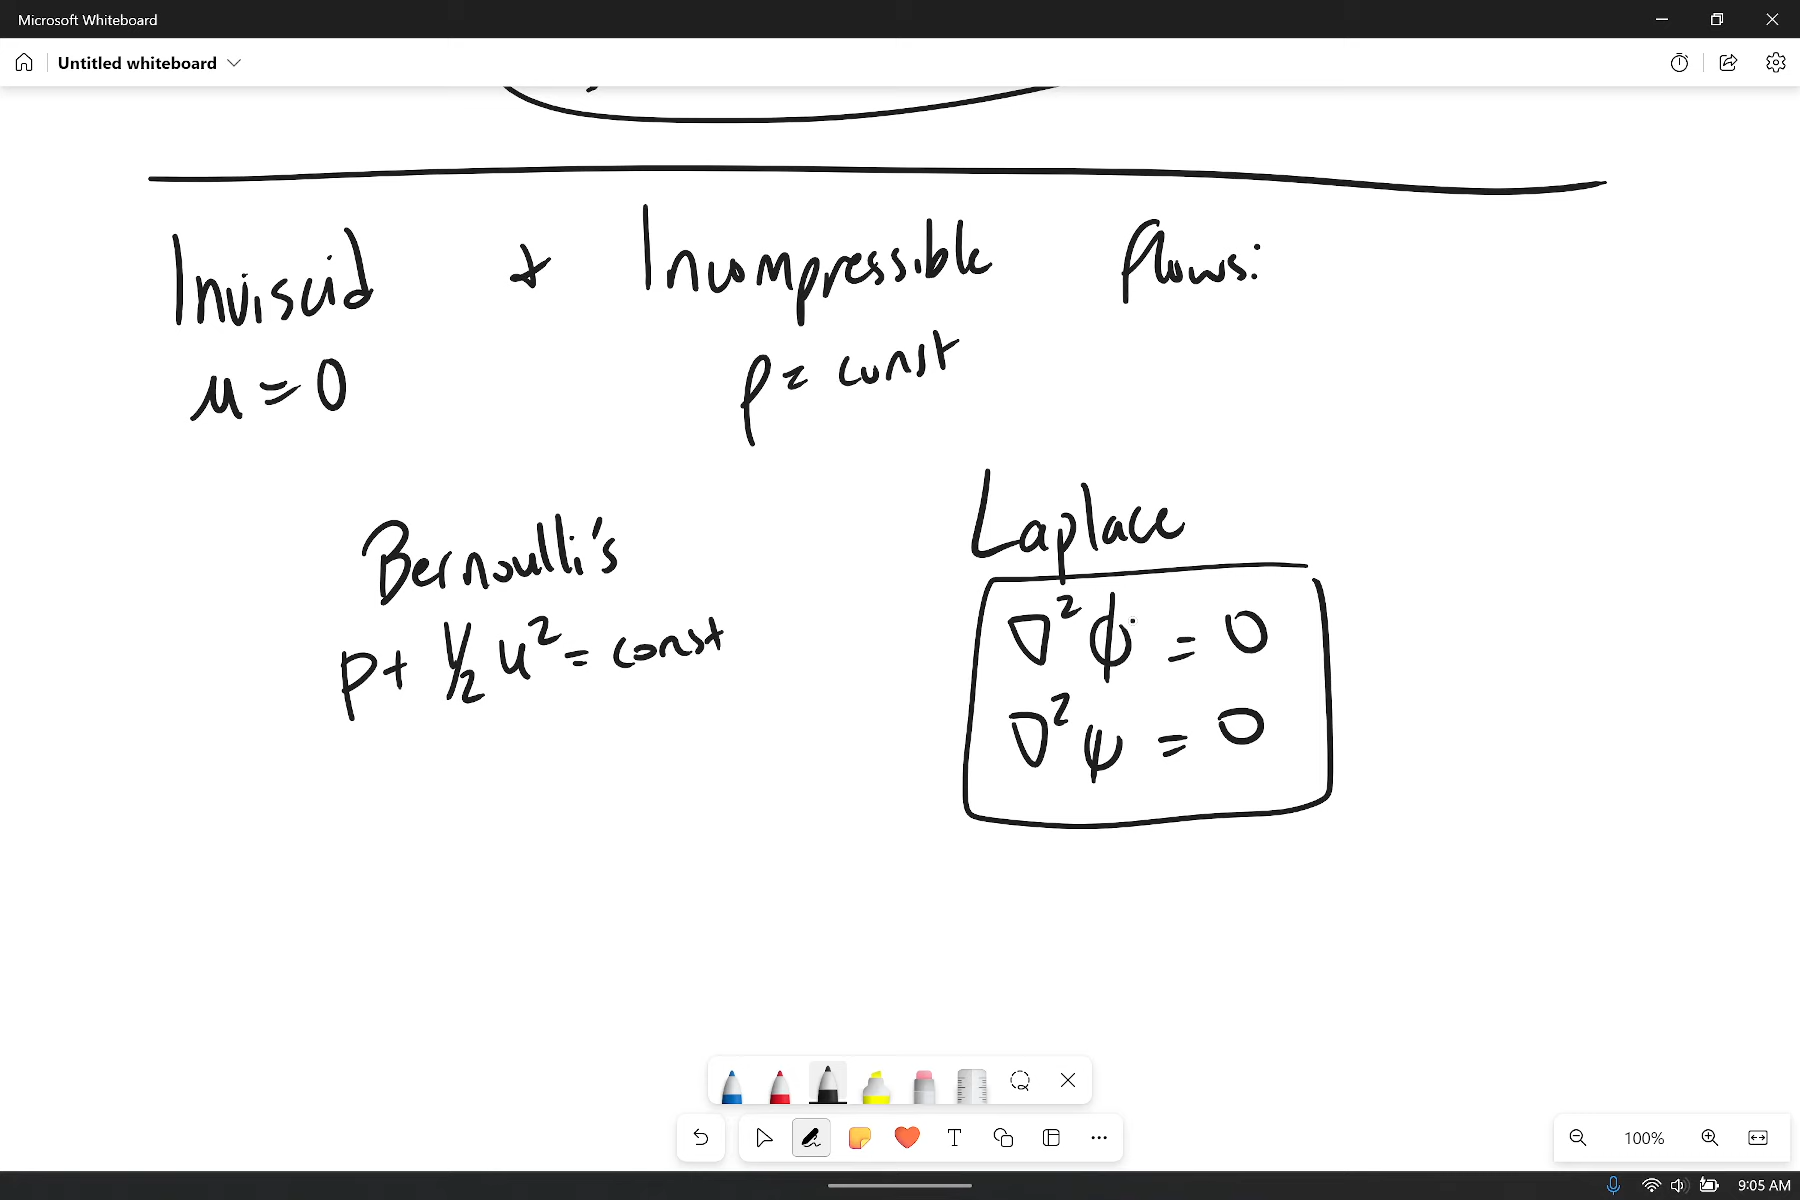 Microsoft Whiteboard
Untitled whiteboard
Inviscid + Incompressible flows:
μ = 0
ρ = const
Laplace
Bernoulli's
∇²ϕ = 0
p + 1/2 u² = const
∇²ψ = 0
T
100%
9:05 AM